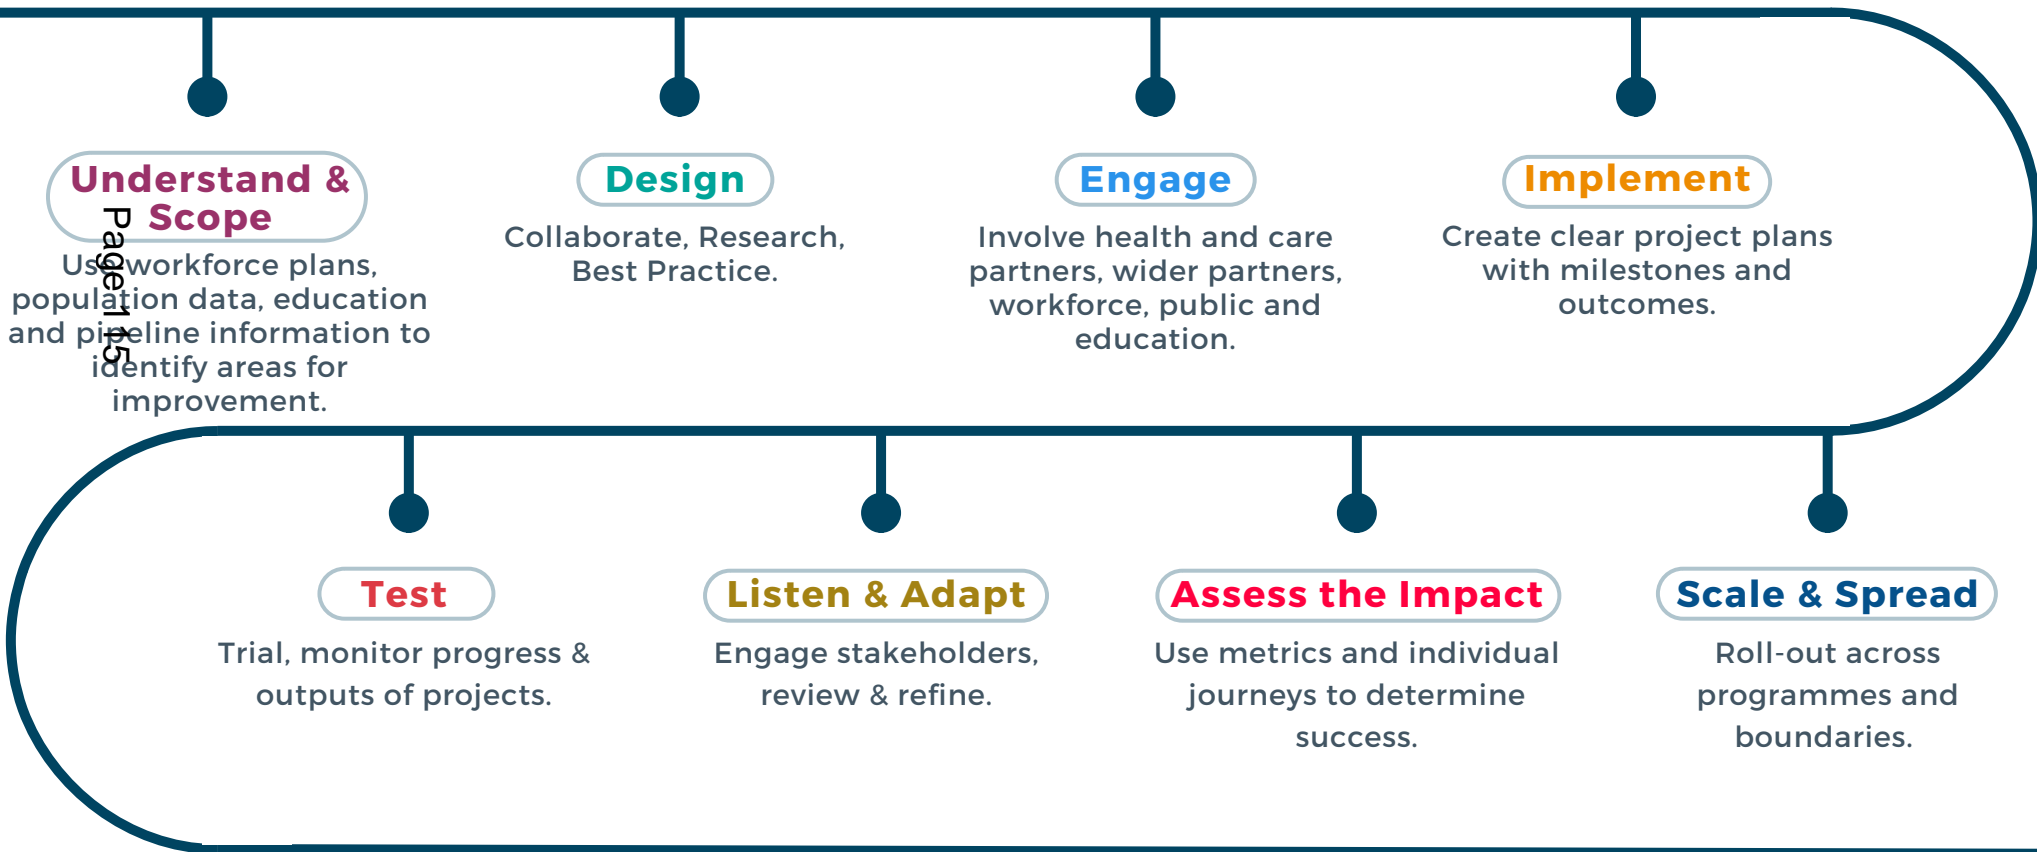 Understand &
Scope
Use workforce plans,
population data, education
and pipeline information to
identify areas for
improvement.
Design
Collaborate, Research,
Best Practice.
Engage
Involve health and care
partners, wider partners,
workforce, public and
education.
Implement
Create clear project plans
with milestones and
outcomes.
Page 115
Test
Trial, monitor progress &
outputs of projects.
Listen & Adapt
Engage stakeholders,
review & refine.
Assess the Impact
Use metrics and individual
journeys to determine
success.
Scale & Spread
Roll-out across
programmes and
boundaries.